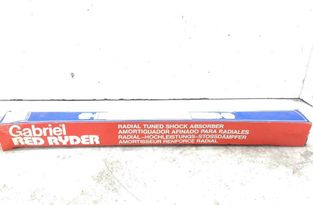 Gabriel
RED RYDER
RADIAL TUNED SHOCK ABSORBER
AMORTIGUADOR AFINADO PARA RADIALES
RADIAL-HOCHLEISTUNGS-STOSSDÄMPFER
AMORTISSEUR RENFORCE RADIAL